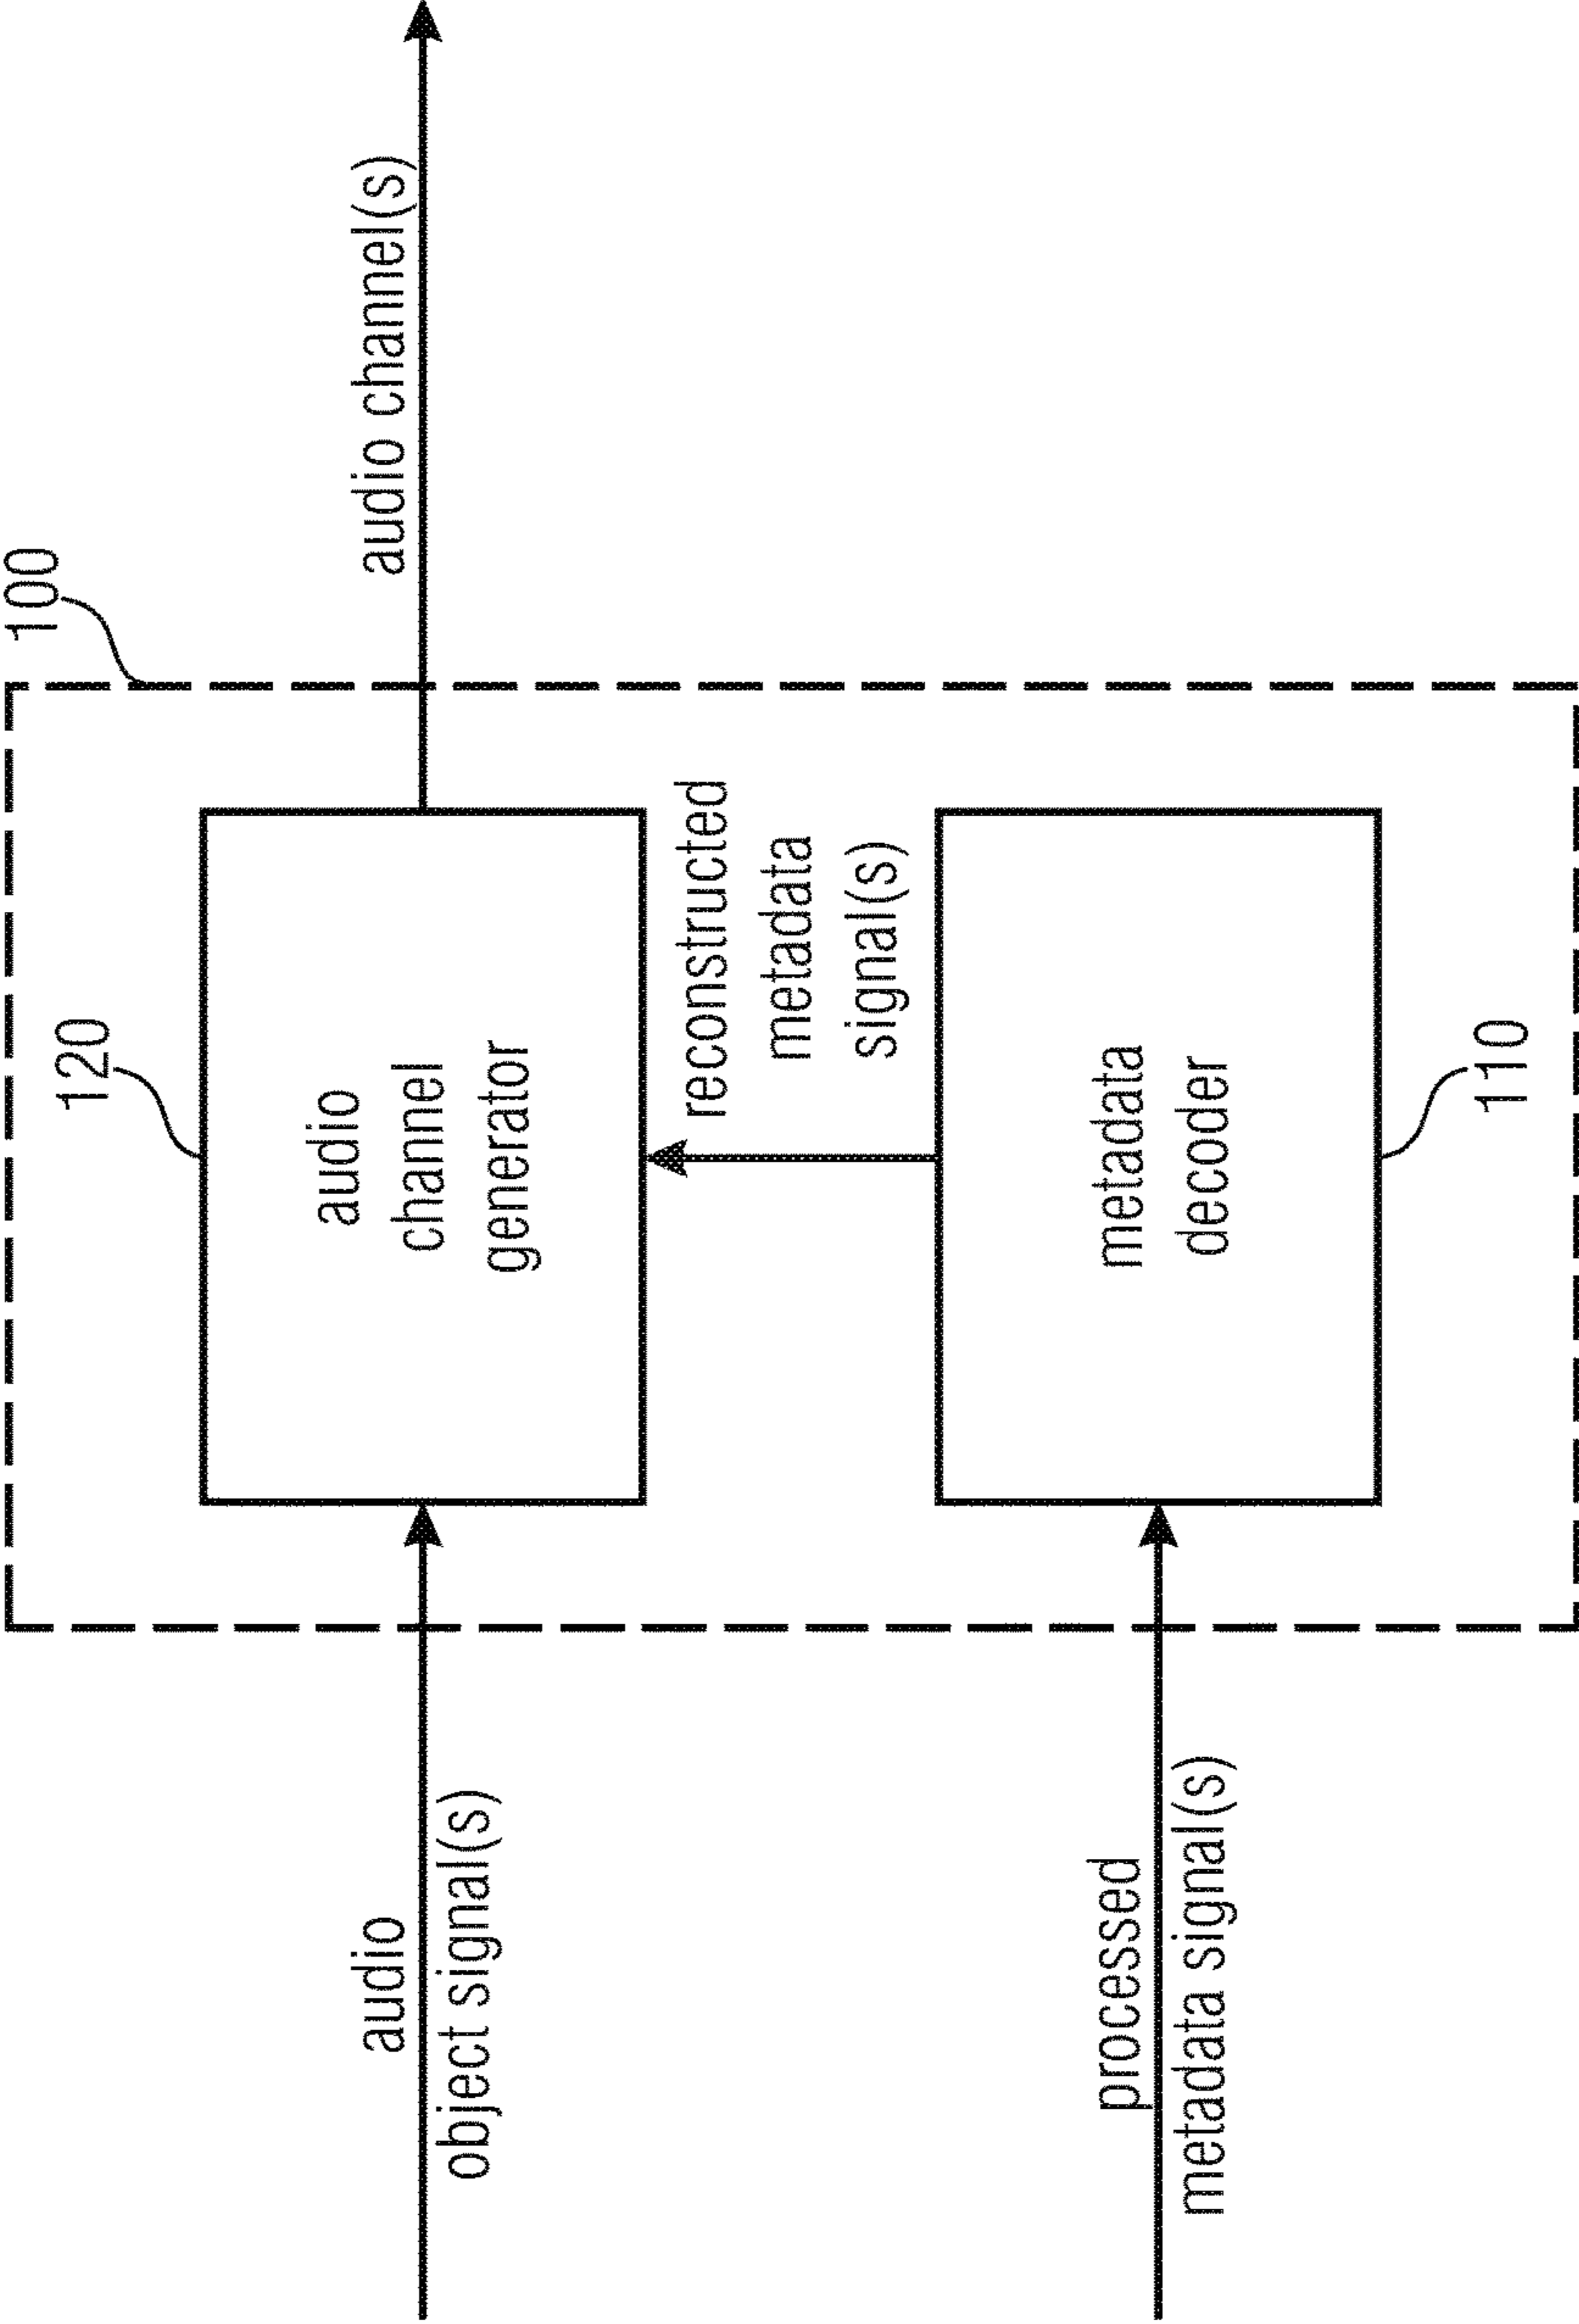 100
120
audio
object signal(s)
audio
channel
generator
audio channel(s)
reconstructed
metadata
signal(s)
processed
metadata signal(s)
metadata
decoder
110